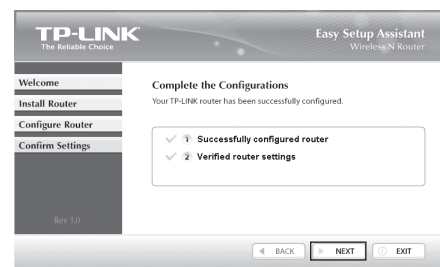 TP-LINK
The Reliable Choice
Easy Setup Assistant
Wireless N Router
Welcome
Install Router
Configure Router
Confirm Settings
Rev 1.0
Complete the Configurations
Your TP-LINK router has been successfully configured.
1 Successfully configured router
2 Verified router settings
BACK
NEXT
EXIT